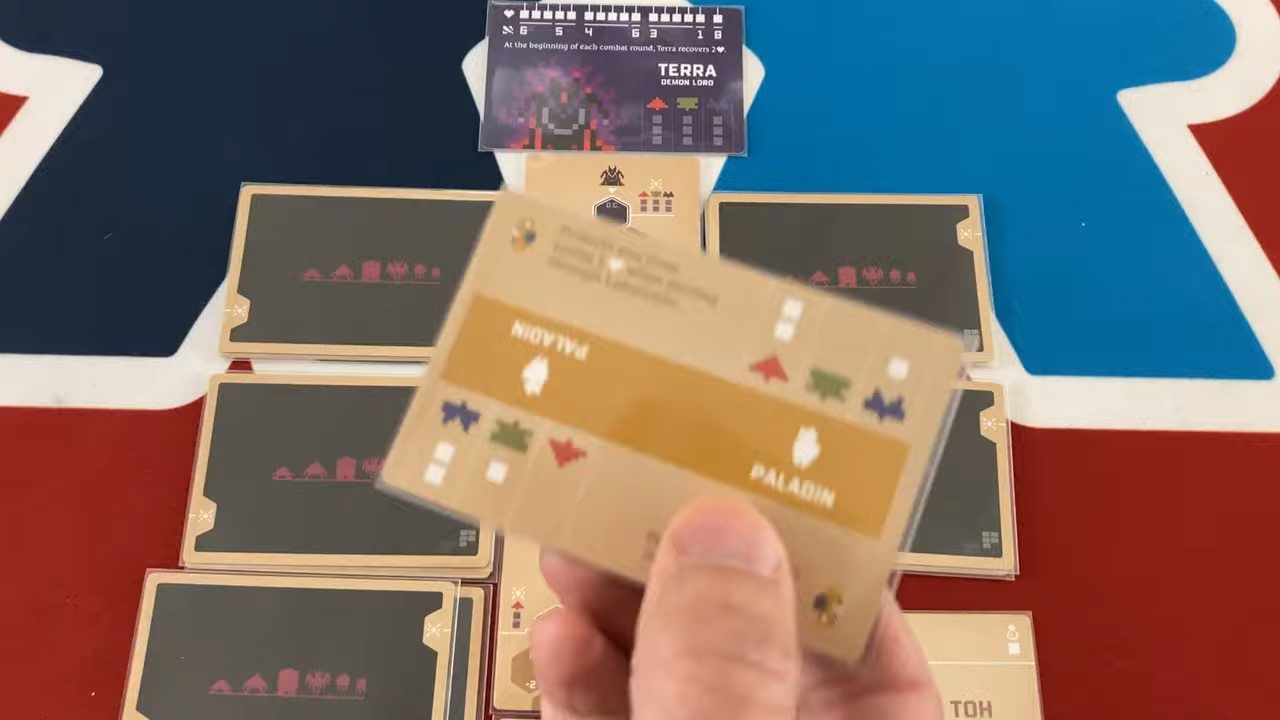 6 5 4 6 3 1 8
At the beginning of each combat round, Terra recovers 2❤.
TERRA
DEMON LORD
D.C.
PALADIN
PALADIN
-2
TOH